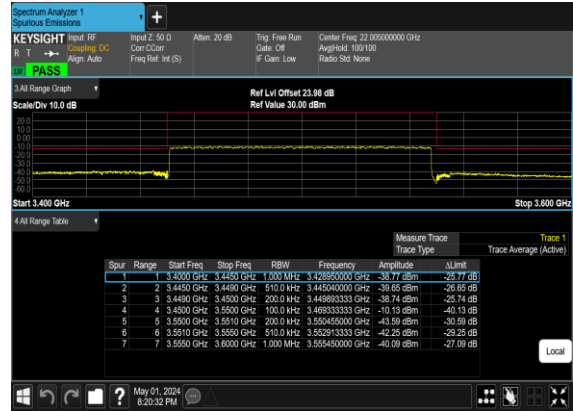 Spectrum Analyzer 1
Spurious Emissions
KEYSIGHT Input: RF Input Z: 50 Ω Atten: 20 dB Trig: Free Run Center Freq: 22.005000000 GHz
R T Coupling: DC Corr CCorr Gate: Off Avg|Hold: 100/100
Align: Auto Freq Ref: Int (S) IF Gain: Low Radio Std: None
PASS
3 All Range Graph
Ref Lvl Offset 23.98 dB
Scale/Div 10.0 dB Ref Value 30.00 dBm
20.0
10.0
0.00
-10.0
-20.0
-30.0
-40.0
-50.0
-60.0
Start 3.400 GHz Stop 3.600 GHz
4 All Range Table
Measure Trace Trace 1
Trace Type Trace Average (Active)
Spur Range Start Freq Stop Freq RBW Frequency Amplitude ΔLimit
1 1 3.4000 GHz 3.4450 GHz 1.000 MHz 3.428950000 GHz -38.77 dBm -25.77 dB
2 2 3.4450 GHz 3.4490 GHz 510.0 kHz 3.445040000 GHz -39.65 dBm -26.65 dB
3 3 3.4490 GHz 3.4500 GHz 200.0 kHz 3.449893333 GHz -38.74 dBm -25.74 dB
4 4 3.4500 GHz 3.5500 GHz 100.0 kHz 3.469333333 GHz -10.13 dBm -40.13 dB
5 5 3.5500 GHz 3.5510 GHz 200.0 kHz 3.550455000 GHz -43.59 dBm -30.59 dB
6 6 3.5510 GHz 3.5550 GHz 510.0 kHz 3.552913333 GHz -42.25 dBm -29.25 dB
7 7 3.5550 GHz 3.6000 GHz 1.000 MHz 3.555450000 GHz -40.09 dBm -27.09 dB
Local
? May 01, 2024
8:20:32 PM